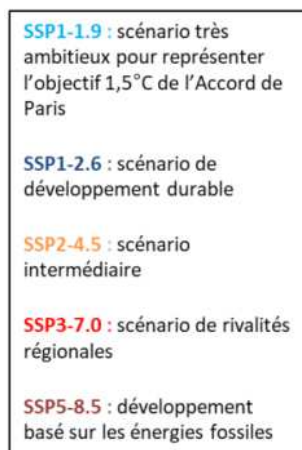 SSP1-1.9 : scénario très
ambitieux pour représenter
l'objectif 1,5°C de l'Accord de
Paris
SSP1-2.6 : scénario de
développement durable
SSP2-4.5 : scénario
intermédiaire
SSP3-7.0 : scénario de rivalités
régionales
SSP5-8.5 : développement
basé sur les énergies fossiles